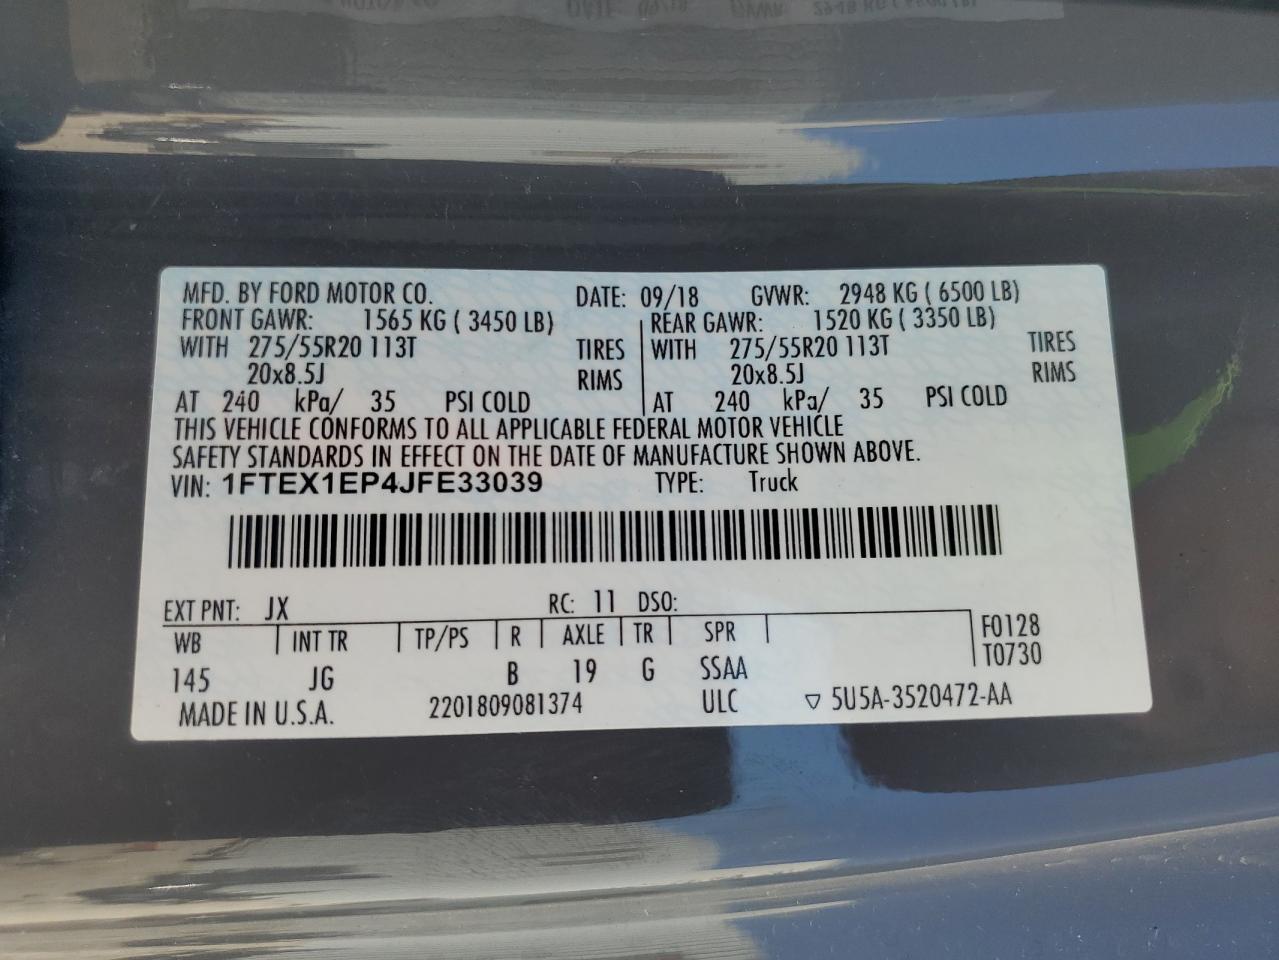 MFD. BY FORD MOTOR CO. DATE: 09/18 GVWR: 2948 KG ( 6500 LB)
FRONT GAWR: 1565 KG ( 3450 LB) REAR GAWR: 1520 KG ( 3350 LB)
WITH 275/55R20 113T TIRES WITH 275/55R20 113T TIRES
20x8.5J RIMS 20x8.5J RIMS
AT 240 kPa/ 35 PSI COLD AT 240 kPa/ 35 PSI COLD
THIS VEHICLE CONFORMS TO ALL APPLICABLE FEDERAL MOTOR VEHICLE
SAFETY STANDARDS IN EFFECT ON THE DATE OF MANUFACTURE SHOWN ABOVE.
VIN: 1FTEX1EP4JFE33039 TYPE: Truck
EXT PNT: JX RC: 11 DSO:
WB INT TR TP/PS R AXLE TR SPR F0128
T0730
145 JG B 19 G SSAA
MADE IN U.S.A. 2201809081374 ULC ▽ 5U5A-3520472-AA